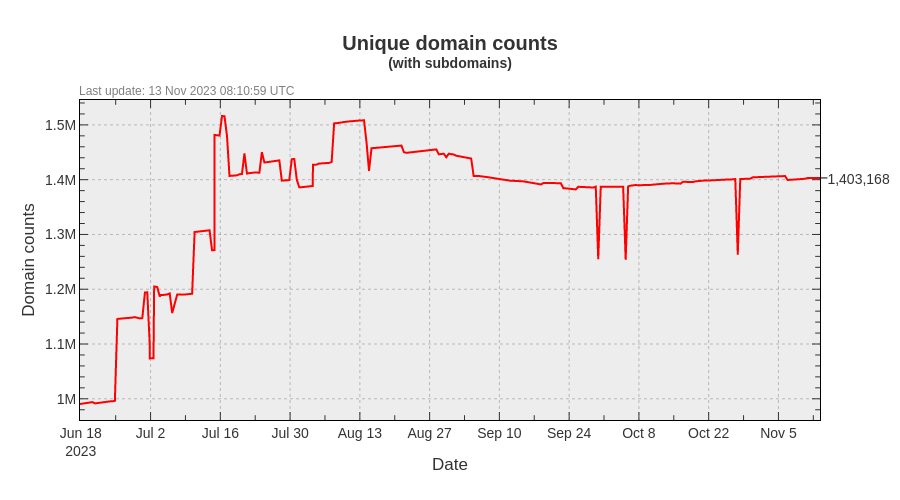 Unique domain counts
(with subdomains)
Last update: 13 Nov 2023 08:10:59 UTC
1.5M
1.4M
1.3M
1.2M
1.1M
1M
Domain counts
1,403,168
Jun 18 Jul 2 Jul 16 Jul 30 Aug 13 Aug 27 Sep 10 Sep 24 Oct 8 Oct 22 Nov 5
2023
Date